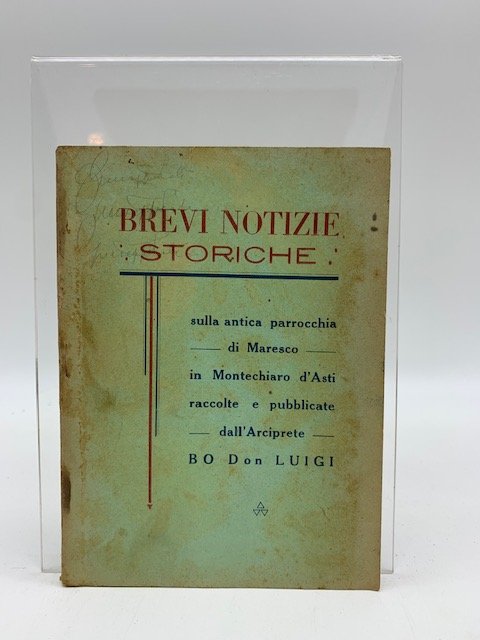 BREVI NOTIZIE
STORICHE
sulla antica parrocchia
di Maresco
in Montechiaro d'Asti
raccolte e pubblicate
dall'Arciprete
BO Don LUIGI